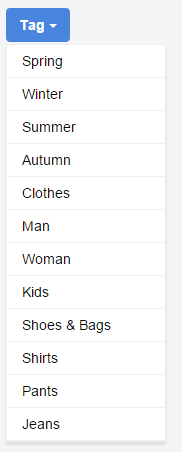 Tag
Spring
Winter
Summer
Autumn
Clothes
Man
Woman
Kids
Shoes & Bags
Shirts
Pants
Jeans